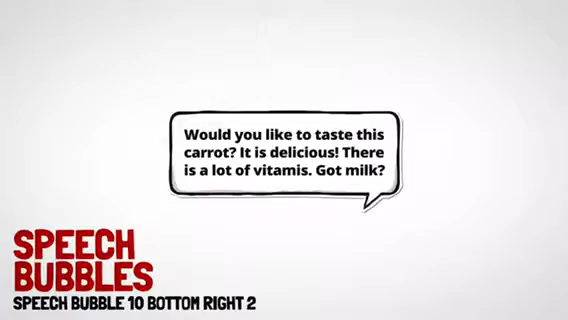 Would you like to taste this
carrot? It is delicious! There
is a lot of vitamis. Got milk?
SPEECH
BUBBLES
SPEECH BUBBLE 10 BOTTOM RIGHT 2